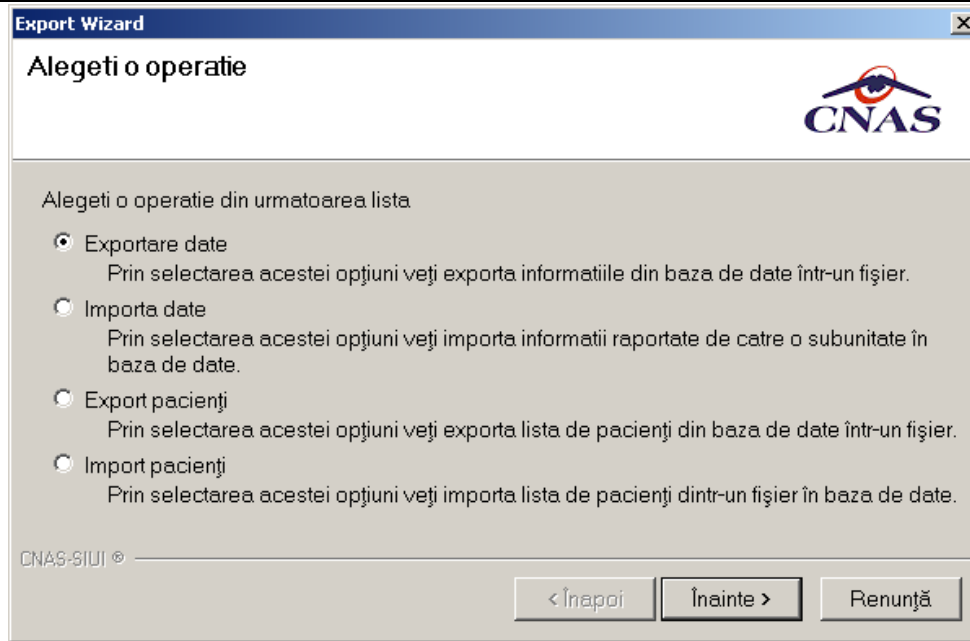 Export Wizard
Alegeti o operatie
CNAS
Alegeti o operatie din urmatoarea lista
Exportare date
Prin selectarea acestei opţiuni veţi exporta informatiile din baza de date într-un fişier.
Importa date
Prin selectarea acestei opţiuni veţi importa informatii raportate de catre o subunitate în
baza de date.
Export pacienţi
Prin selectarea acestei opţiuni veţi exporta lista de pacienţi din baza de date într-un fişier.
Import pacienţi
Prin selectarea acestei opţiuni veţi importa lista de pacienţi dintr-un fişier în baza de date.
CNAS-SIUI ®
< Înapoi Înainte > Renunţă